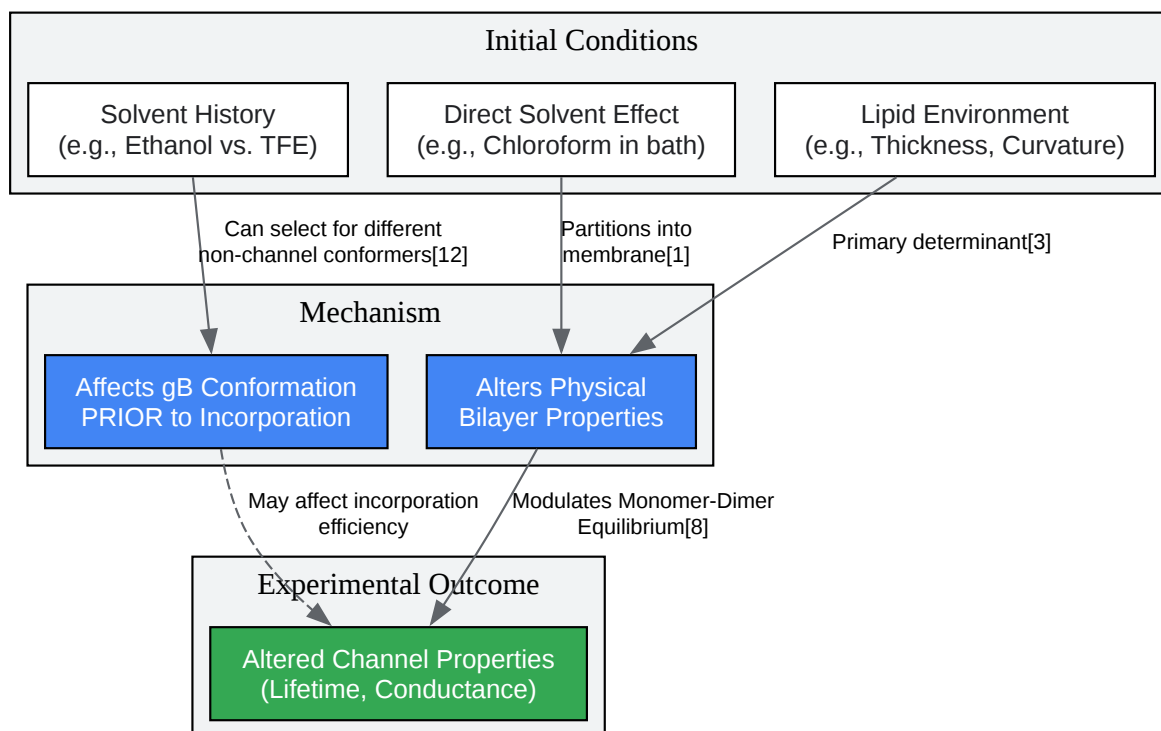 Initial Conditions
Solvent History
(e.g., Ethanol vs. TFE)
Direct Solvent Effect
(e.g., Chloroform in bath)
Lipid Environment
(e.g., Thickness, Curvature)
Can select for different
non-channel conformers[12]
Partitions into
membrane[1]
Primary determinant[3]
Mechanism
Affects gB Conformation
PRIOR to Incorporation
Alters Physical
Bilayer Properties
May affect incorporation
efficiency
Modulates Monomer-Dimer
Equilibrium[8]
Experimental Outcome
Altered Channel Properties
(Lifetime, Conductance)